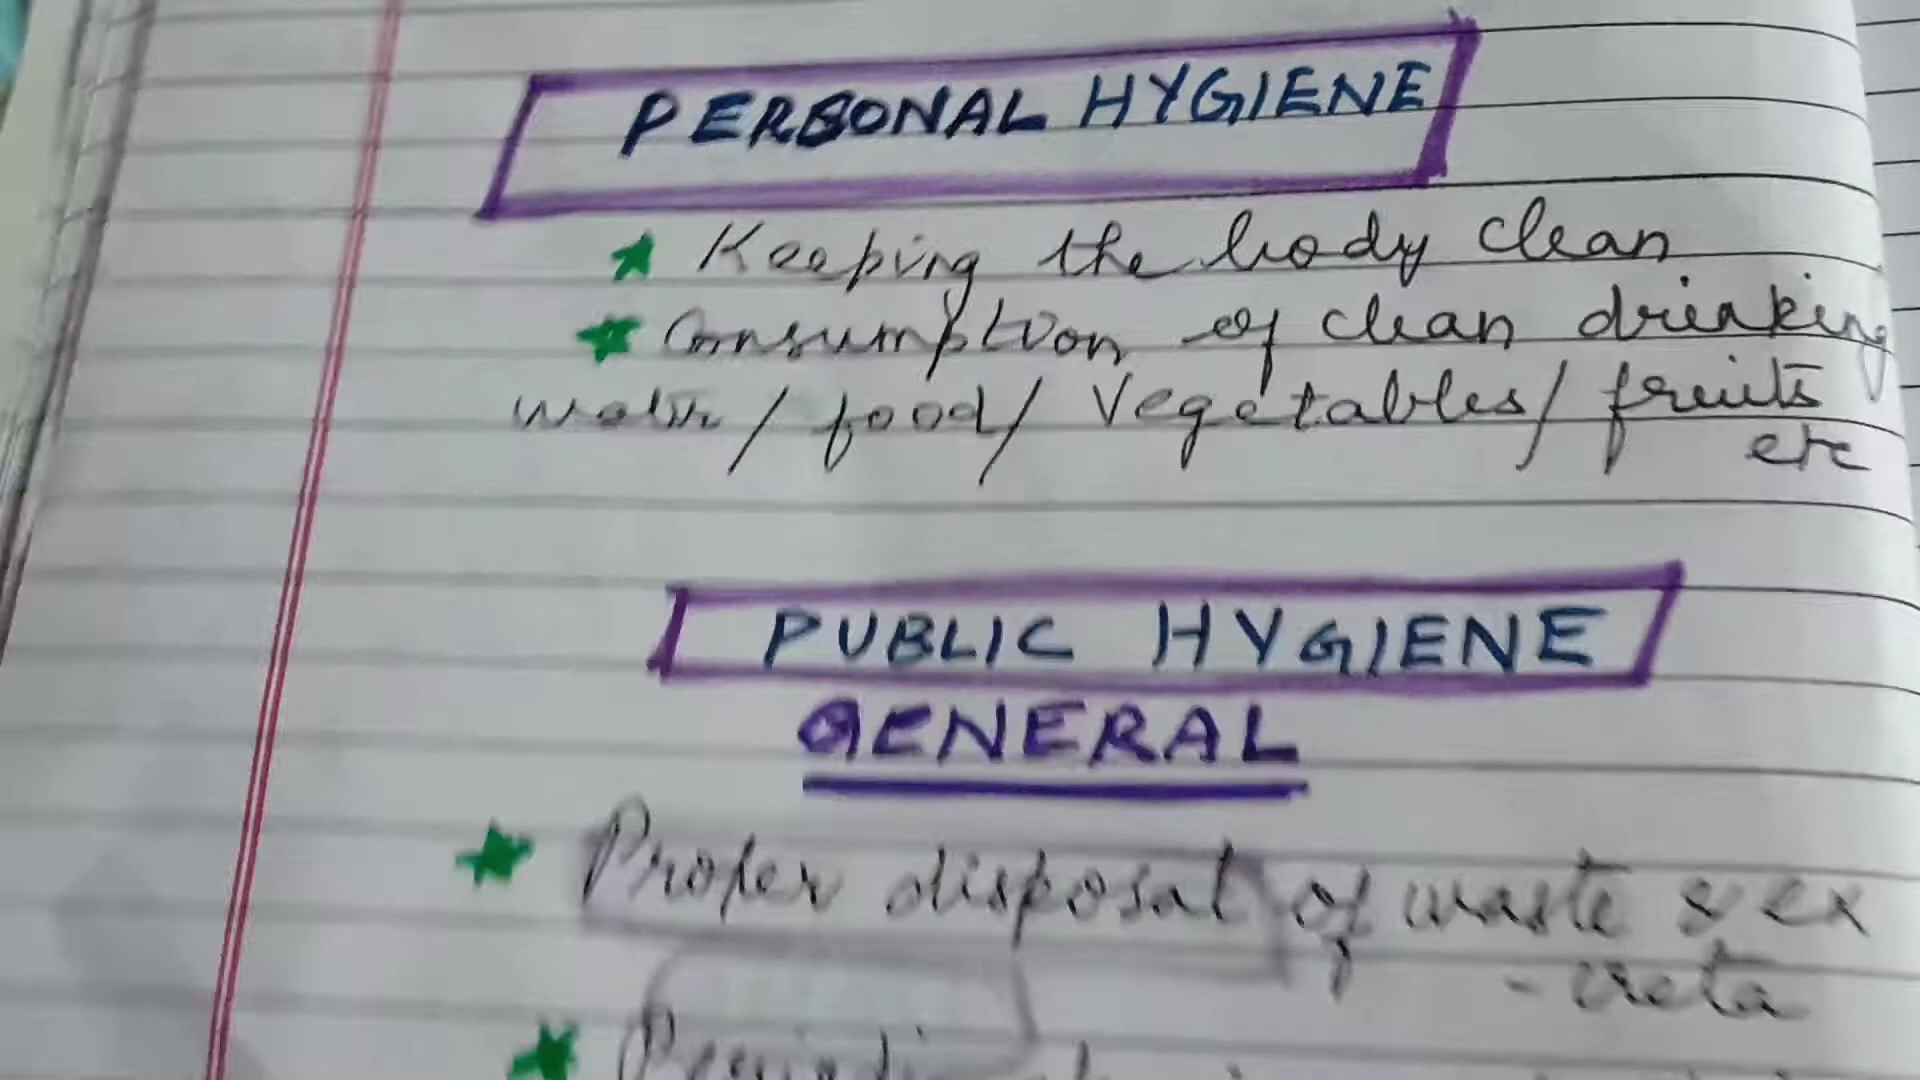 PERSONAL HYGIENE
Keeping the body clean
Consumption of clean drinking
water / food / Vegetables / fruits
etc
PUBLIC HYGIENE
GENERAL
Proper disposal of waste & ex
- creta